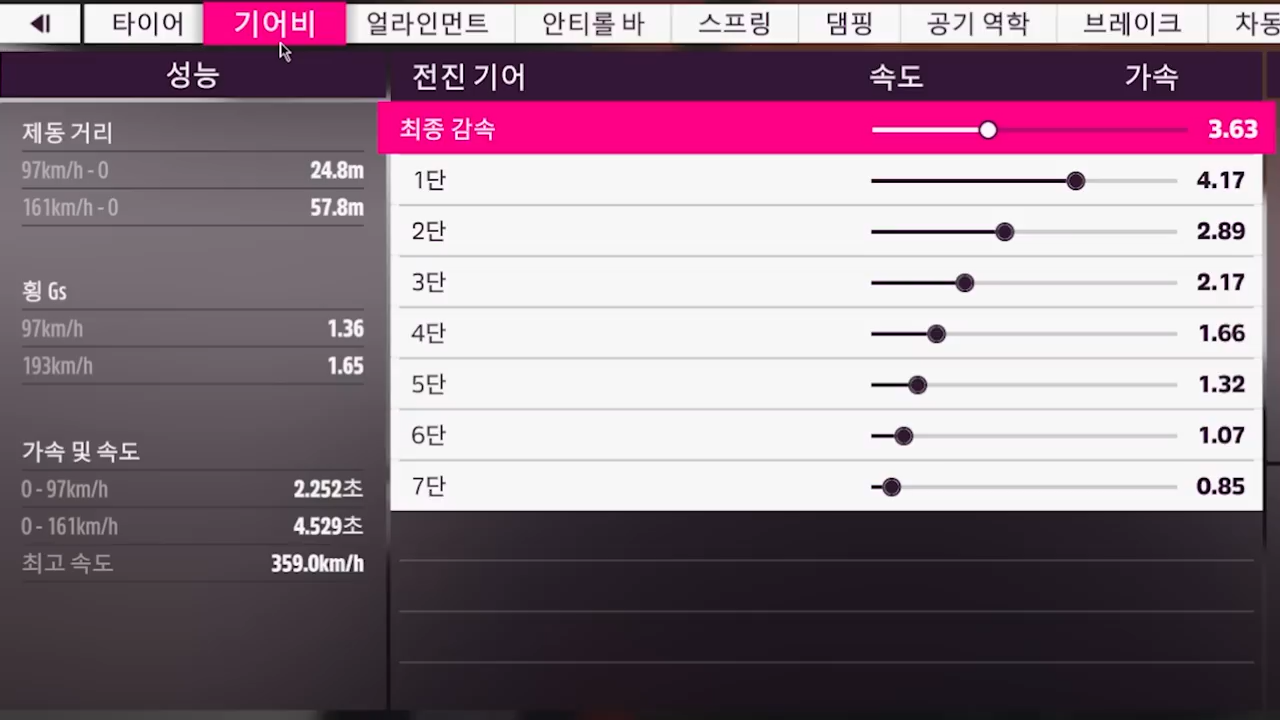 타이어 기어비 얼라인먼트 안티롤 바 스프링 댐핑 공기 역학 브레이크 차동
성능
제동 거리
97km/h - 0 24.8m
161km/h - 0 57.8m
횡 Gs
97km/h 1.36
193km/h 1.65
가속 및 속도
0 - 97km/h 2.252초
0 - 161km/h 4.529초
최고 속도 359.0km/h
전진 기어 속도 가속
최종 감속 3.63
1단 4.17
2단 2.89
3단 2.17
4단 1.66
5단 1.32
6단 1.07
7단 0.85